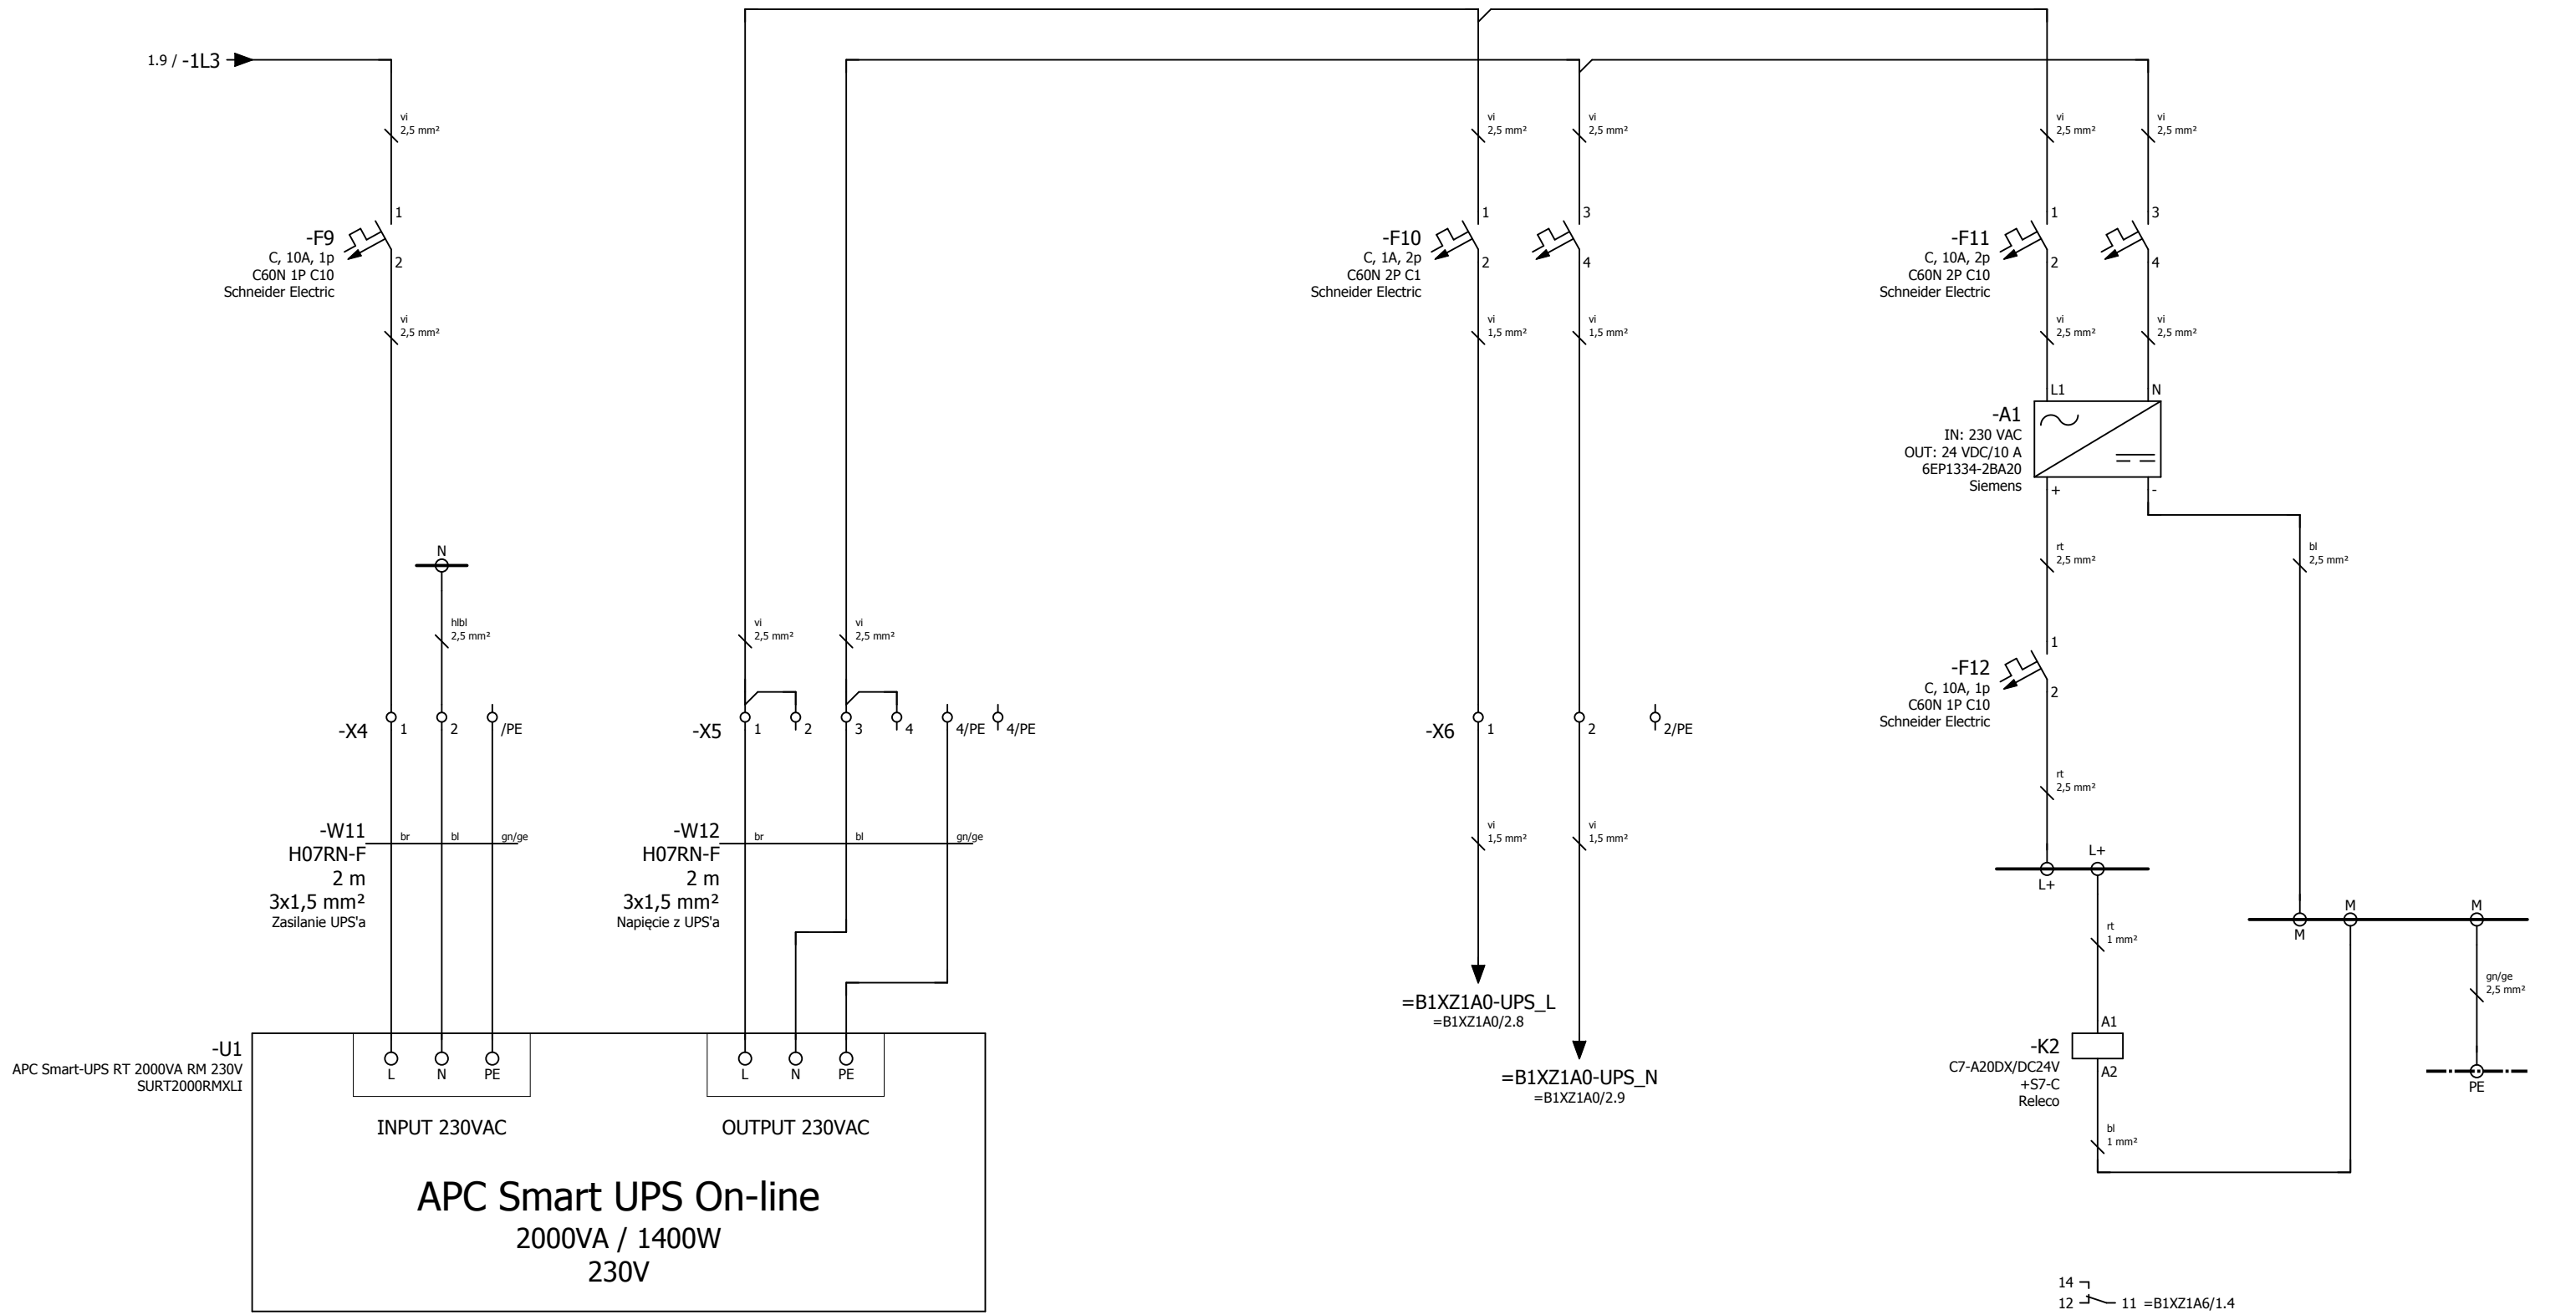 1.9 / -1L3
vi
2,5 mm²
vi
2,5 mm²
vi
2,5 mm²
vi
2,5 mm²
vi
2,5 mm²
1
-F9
C, 10A, 1p
C60N 1P C10
Schneider Electric
2
1
-F10
C, 1A, 2p
C60N 2P C1
Schneider Electric
2
3
4
1
-F11
C, 10A, 2p
C60N 2P C10
Schneider Electric
2
3
4
vi
2,5 mm²
vi
1,5 mm²
vi
1,5 mm²
vi
2,5 mm²
vi
2,5 mm²
L1
N
-A1
IN: 230 VAC
OUT: 24 VDC/10 A
6EP1334-2BA20
Siemens
+
-
N
hlbl
2,5 mm²
vi
2,5 mm²
vi
2,5 mm²
rt
2,5 mm²
bl
2,5 mm²
1
-F12
C, 10A, 1p
C60N 1P C10
Schneider Electric
2
-X4
1
2
/PE
-X5
1
2
3
4
4/PE
4/PE
-X6
1
2
2/PE
rt
2,5 mm²
-W11
H07RN-F
2 m
3x1,5 mm²
Zasilanie UPS'a
br
bl
gn/ge
-W12
H07RN-F
2 m
3x1,5 mm²
Napięcie z UPS'a
br
bl
gn/ge
vi
1,5 mm²
vi
1,5 mm²
L+
L+
M
M
M
rt
1 mm²
gn/ge
2,5 mm²
=B1XZ1A0-UPS_L
=B1XZ1A0/2.8
=B1XZ1A0-UPS_N
=B1XZ1A0/2.9
A1
-K2
C7-A20DX/DC24V
+S7-C
Releco
A2
PE
bl
1 mm²
-U1
APC Smart-UPS RT 2000VA RM 230V
SURT2000RMXLI
L
N
PE
L
N
PE
INPUT 230VAC
OUTPUT 230VAC
APC Smart UPS On-line
2000VA / 1400W
230V
14
12
11 =B1XZ1A6/1.4